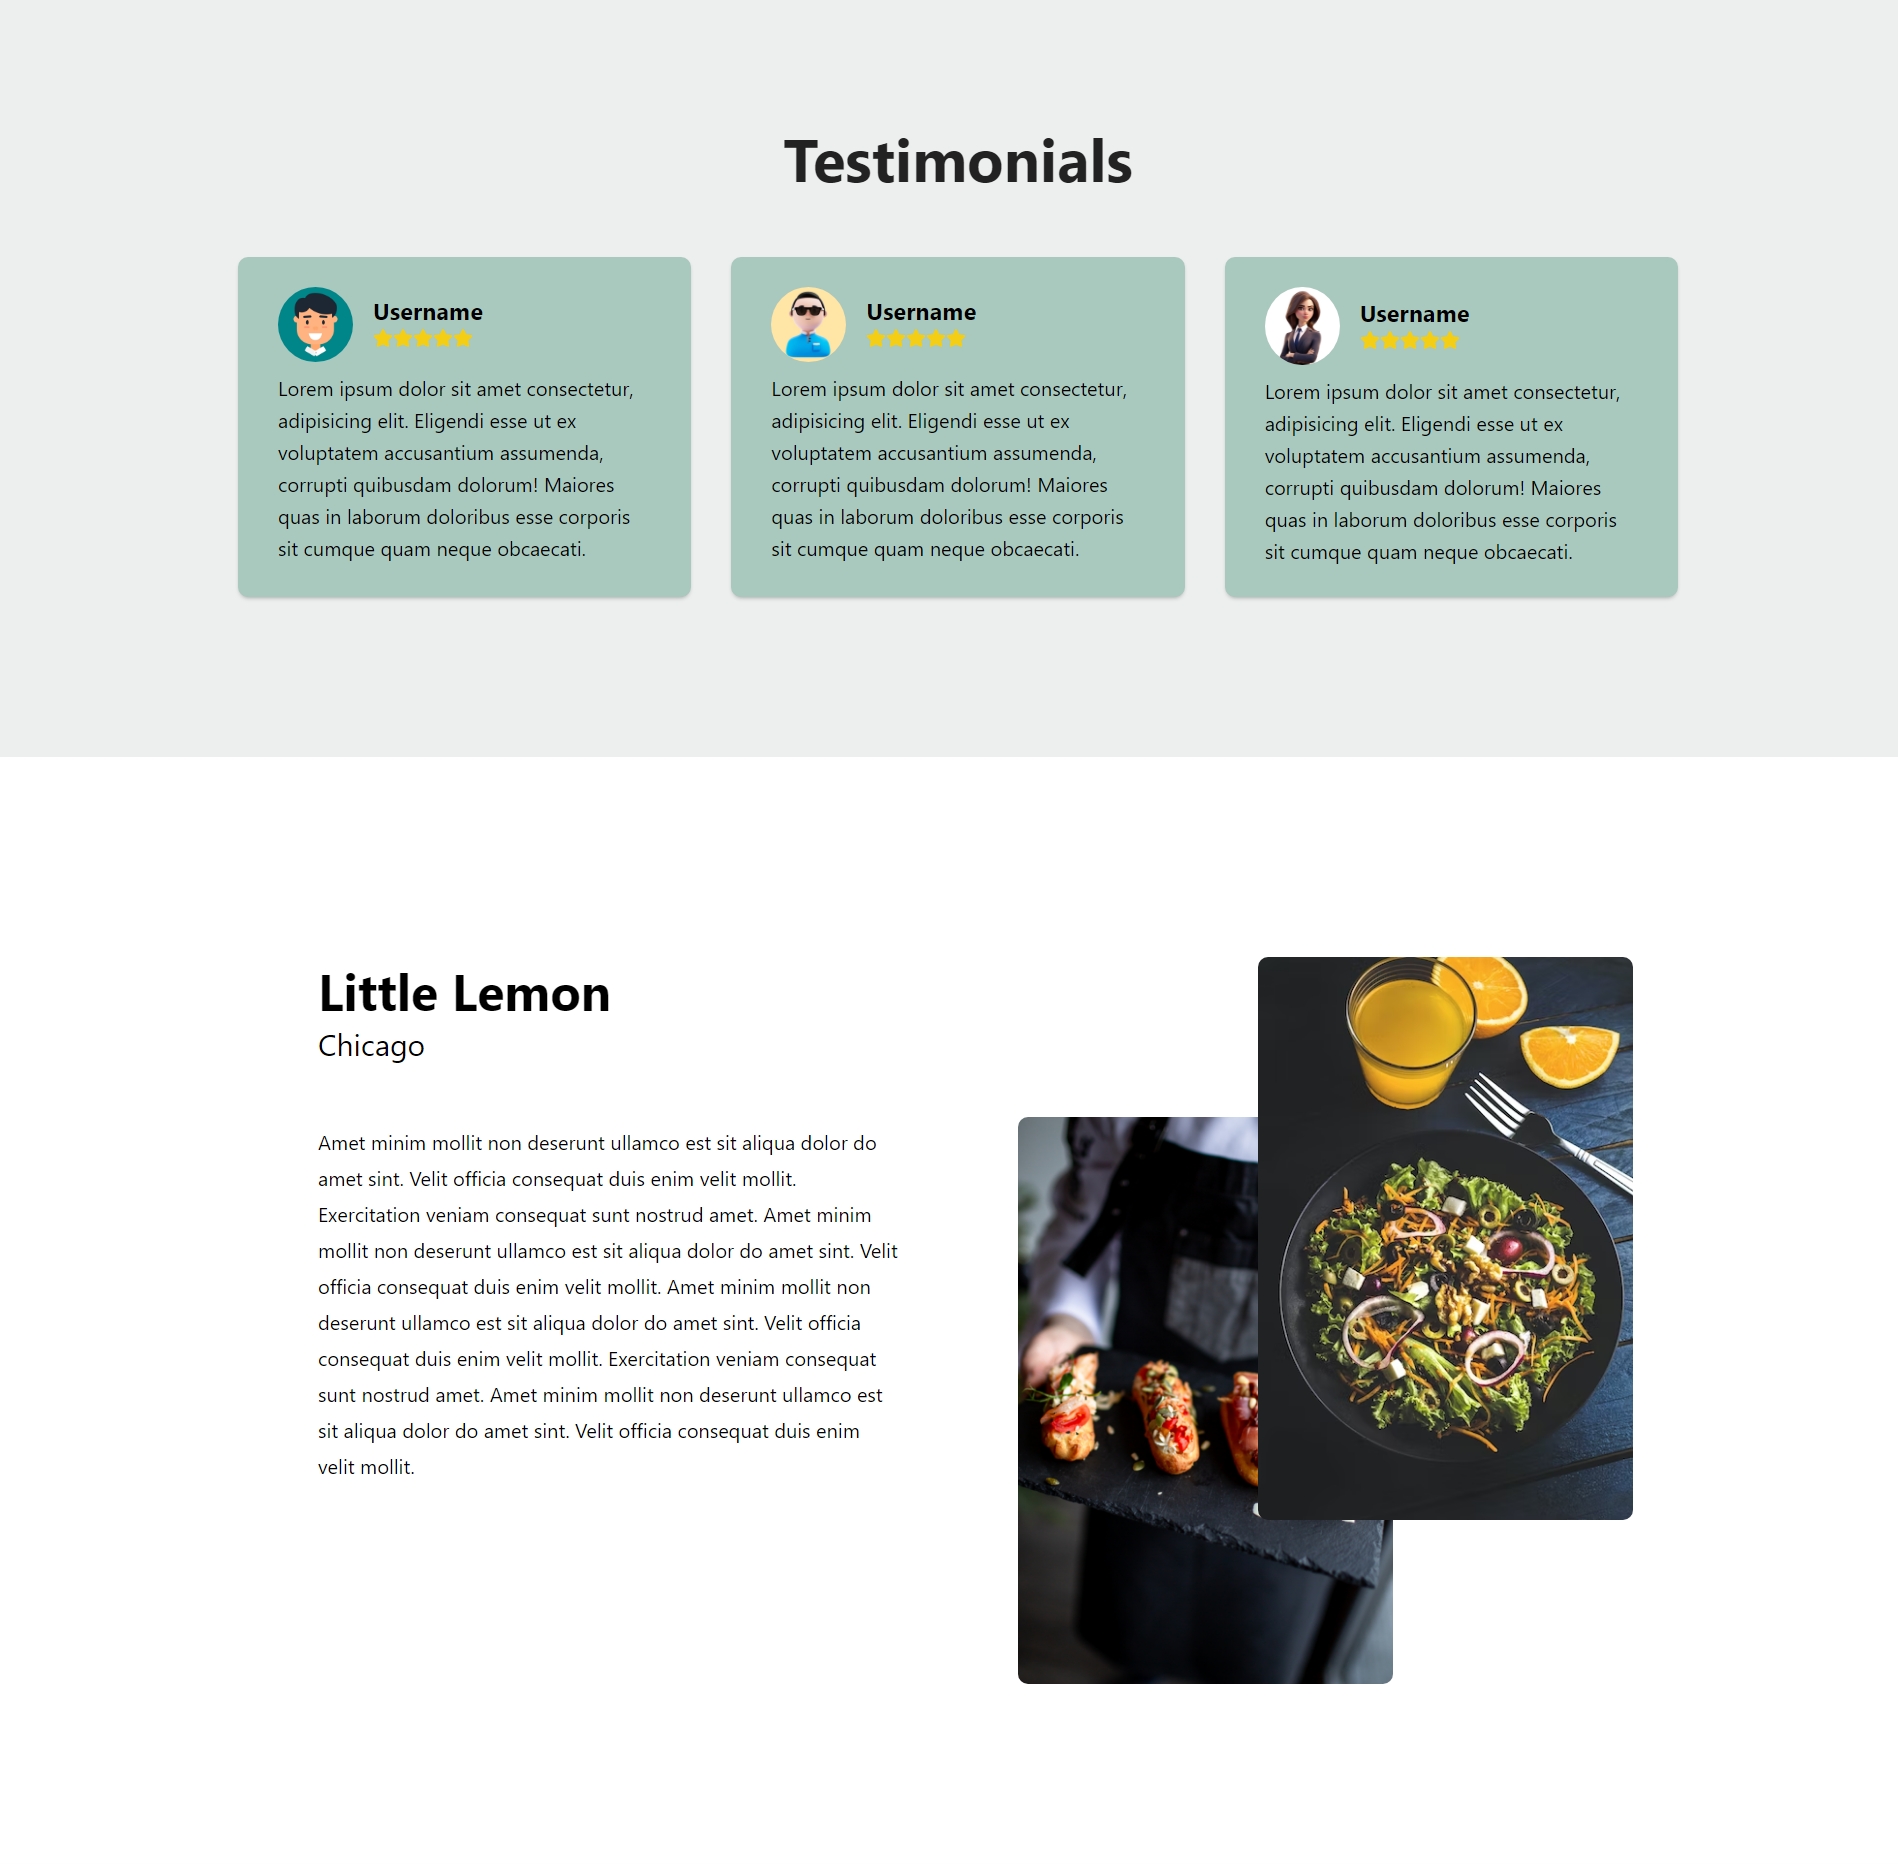 Testimonials
Username
Lorem ipsum dolor sit amet consectetur,
adipisicing elit. Eligendi esse ut ex
voluptatem accusantium assumenda,
corrupti quibusdam dolorum! Maiores
quas in laborum doloribus esse corporis
sit cumque quam neque obcaecati.
Username
Lorem ipsum dolor sit amet consectetur,
adipisicing elit. Eligendi esse ut ex
voluptatem accusantium assumenda,
corrupti quibusdam dolorum! Maiores
quas in laborum doloribus esse corporis
sit cumque quam neque obcaecati.
Username
Lorem ipsum dolor sit amet consectetur,
adipisicing elit. Eligendi esse ut ex
voluptatem accusantium assumenda,
corrupti quibusdam dolorum! Maiores
quas in laborum doloribus esse corporis
sit cumque quam neque obcaecati.
Little Lemon
Chicago
Amet minim mollit non deserunt ullamco est sit aliqua dolor do
amet sint. Velit officia consequat duis enim velit mollit.
Exercitation veniam consequat sunt nostrud amet. Amet minim
mollit non deserunt ullamco est sit aliqua dolor do amet sint. Velit
officia consequat duis enim velit mollit. Amet minim mollit non
deserunt ullamco est sit aliqua dolor do amet sint. Velit officia
consequat duis enim velit mollit. Exercitation veniam consequat
sunt nostrud amet. Amet minim mollit non deserunt ullamco est
sit aliqua dolor do amet sint. Velit officia consequat duis enim
velit mollit.